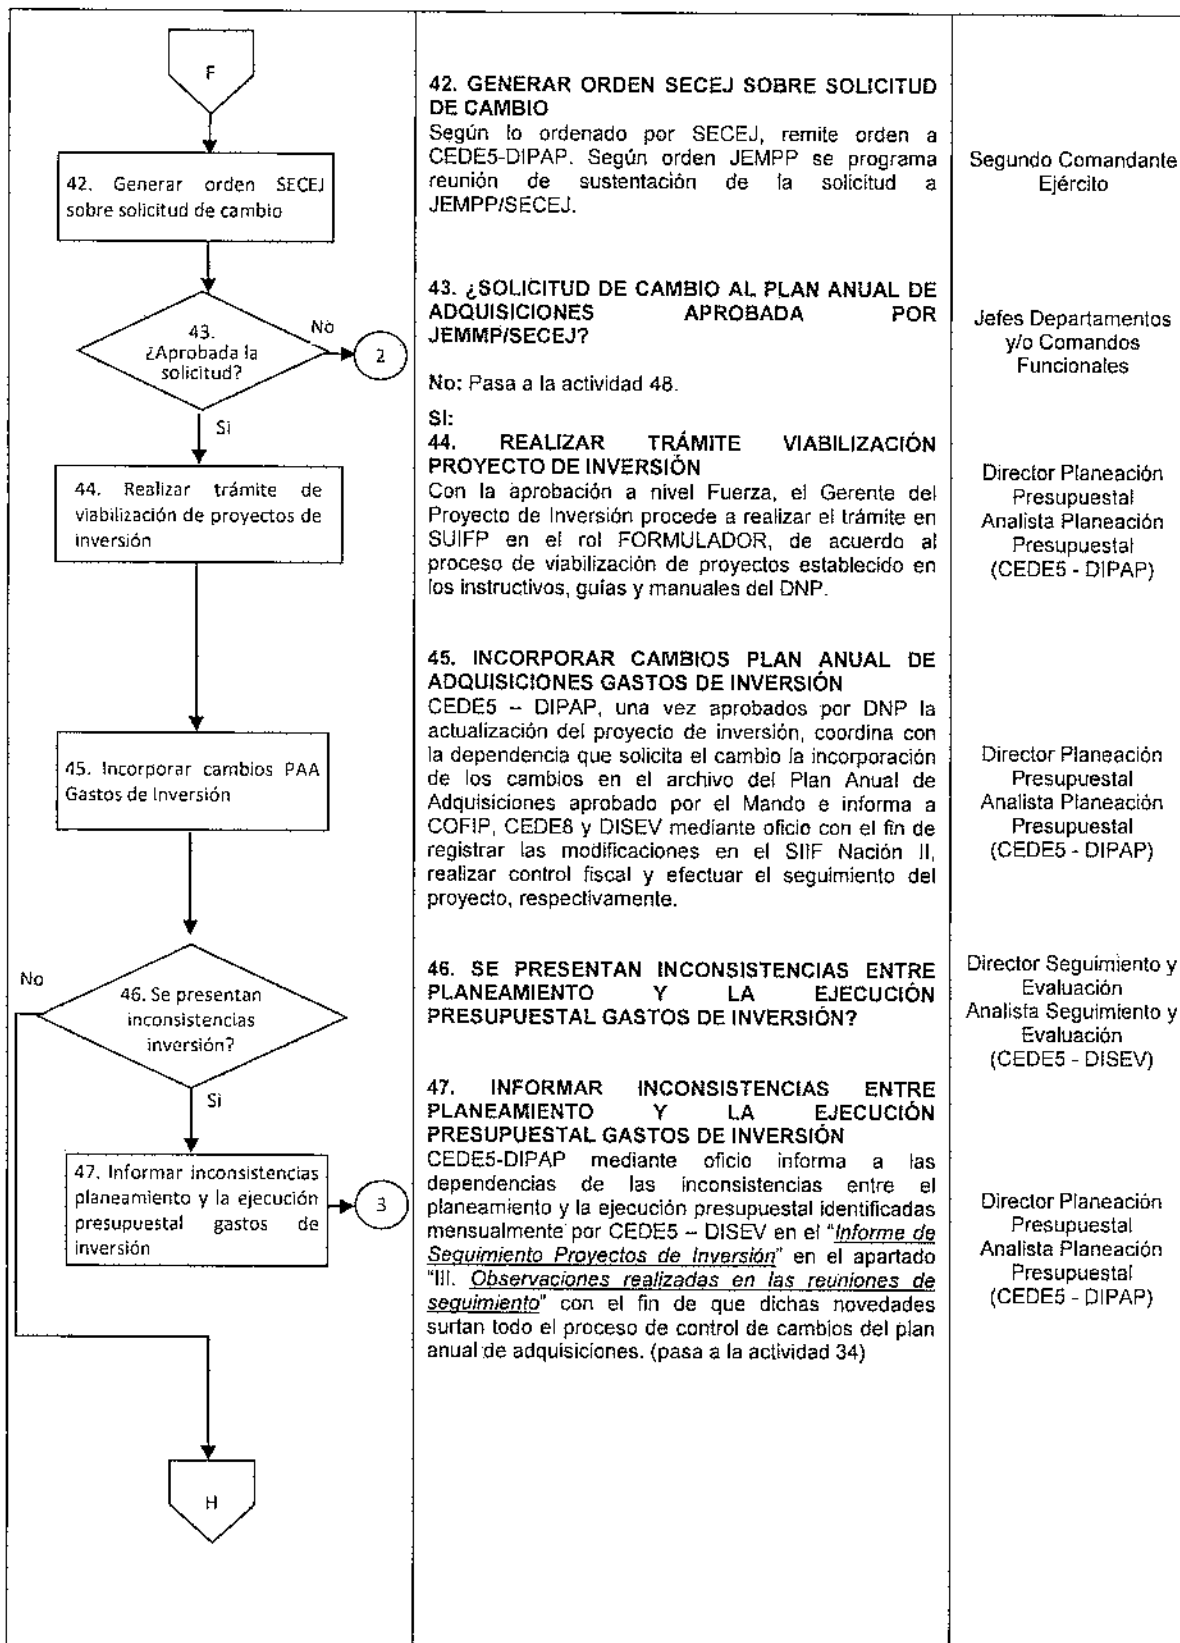 F
42. Generar orden SECEJ
sobre solicitud de cambio
43.
¿Aprobada la
solicitud?
No
2
Si
44. Realizar trámite de
viabilización de proyectos de
inversión
45. Incorporar cambios PAA
Gastos de Inversión
No
46. Se presentan
inconsistencias
inversión?
Si
47. Informar inconsistencias
planeamiento y la ejecución
presupuestal gastos de
inversión
3
H
42. GENERAR ORDEN SECEJ SOBRE SOLICITUD
DE CAMBIO
Según lo ordenado por SECEJ, remite orden a
CEDE5-DIPAP. Según orden JEMPP se programa
reunión de sustentación de la solicitud a
JEMPP/SECEJ.
43. ¿SOLICITUD DE CAMBIO AL PLAN ANUAL DE
ADQUISICIONES APROBADA POR
JEMMP/SECEJ?
No: Pasa a la actividad 48.
SI:
44. REALIZAR TRÁMITE VIABILIZACIÓN
PROYECTO DE INVERSIÓN
Con la aprobación a nivel Fuerza, el Gerente del
Proyecto de Inversión procede a realizar el trámite en
SUIFP en el rol FORMULADOR, de acuerdo al
proceso de viabilización de proyectos establecido en
los instructivos, guías y manuales del DNP.
45. INCORPORAR CAMBIOS PLAN ANUAL DE
ADQUISICIONES GASTOS DE INVERSIÓN
CEDE5 – DIPAP, una vez aprobados por DNP la
actualización del proyecto de inversión, coordina con
la dependencia que solicita el cambio la incorporación
de los cambios en el archivo del Plan Anual de
Adquisiciones aprobado por el Mando e informa a
COFIP, CEDE8 y DISEV mediante oficio con el fin de
registrar las modificaciones en el SIIF Nación II,
realizar control fiscal y efectuar el seguimiento del
proyecto, respectivamente.
46. SE PRESENTAN INCONSISTENCIAS ENTRE
PLANEAMIENTO Y LA EJECUCIÓN
PRESUPUESTAL GASTOS DE INVERSIÓN?
47. INFORMAR INCONSISTENCIAS ENTRE
PLANEAMIENTO Y LA EJECUCIÓN
PRESUPUESTAL GASTOS DE INVERSIÓN
CEDE5-DIPAP mediante oficio informa a las
dependencias de las inconsistencias entre el
planeamiento y la ejecución presupuestal identificadas
mensualmente por CEDE5 – DISEV en el "Informe de
Seguimiento Proyectos de Inversión" en el apartado
"III. Observaciones realizadas en las reuniones de
seguimiento" con el fin de que dichas novedades
surtan todo el proceso de control de cambios del plan
anual de adquisiciones. (pasa a la actividad 34)
Segundo Comandante
Ejército
Jefes Departamentos
y/o Comandos
Funcionales
Director Planeación
Presupuestal
Analista Planeación
Presupuestal
(CEDE5 - DIPAP)
Director Planeación
Presupuestal
Analista Planeación
Presupuestal
(CEDE5 - DIPAP)
Director Seguimiento y
Evaluación
Analista Seguimiento y
Evaluación
(CEDE5 - DISEV)
Director Planeación
Presupuestal
Analista Planeación
Presupuestal
(CEDE5 - DIPAP)